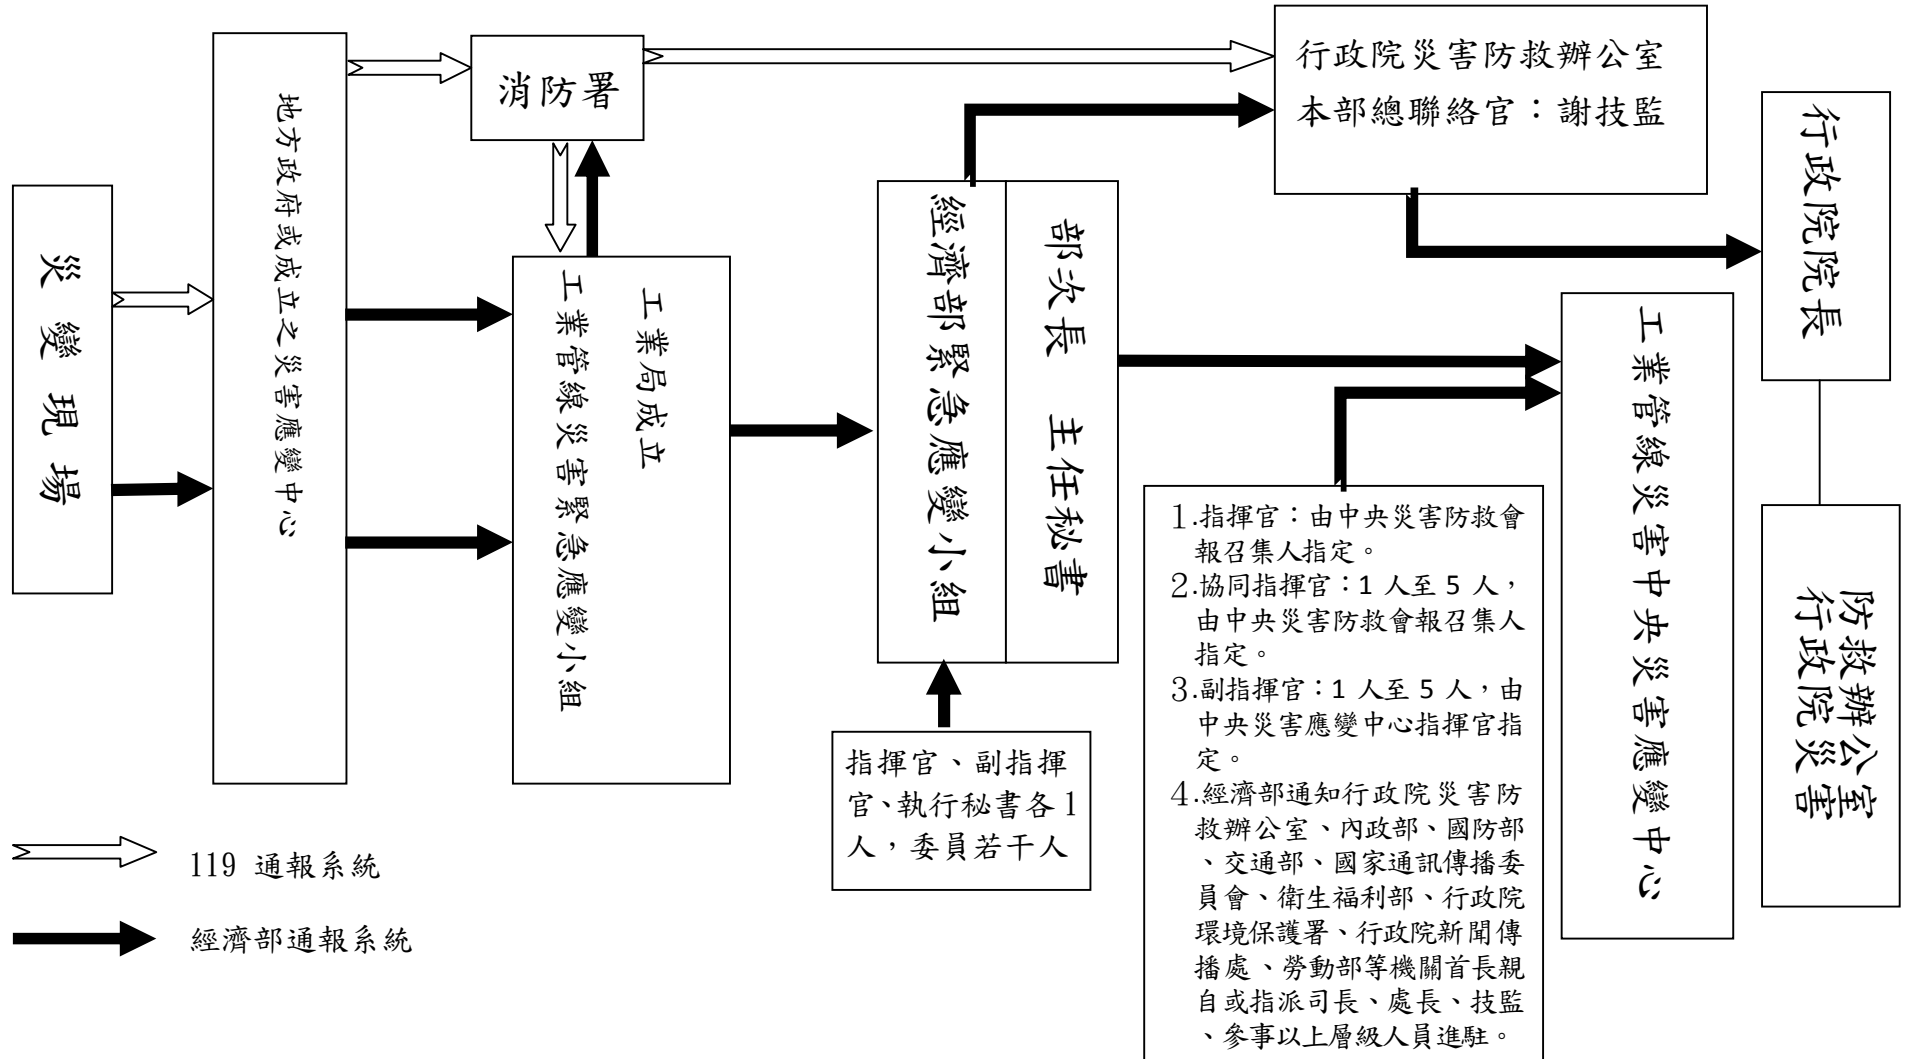 災變現場
地方政府或成立之災害應變中心
消防署
工業局成立
工業管線災害緊急應變小組
經濟部緊急應變小組
部次長 主任秘書
指揮官、副指揮
官、執行秘書各1
人，委員若干人
行政院災害防救辦公室
本部總聯絡官：謝技監
1.指揮官：由中央災害防救會
報召集人指定。
2.協同指揮官：1 人至 5 人，
由中央災害防救會報召集人
指定。
3.副指揮官：1 人至 5 人，由
中央災害應變中心指揮官指
定。
4.經濟部通知行政院災害防
救辦公室、內政部、國防部
、交通部、國家通訊傳播委
員會、衛生福利部、行政院
環境保護署、行政院新聞傳
播處、勞動部等機關首長親
自或指派司長、處長、技監
、參事以上層級人員進駐。
工業管線災害中央災害應變中心
行政院院長
行政院災害
防救辦公室
119 通報系統
經濟部通報系統